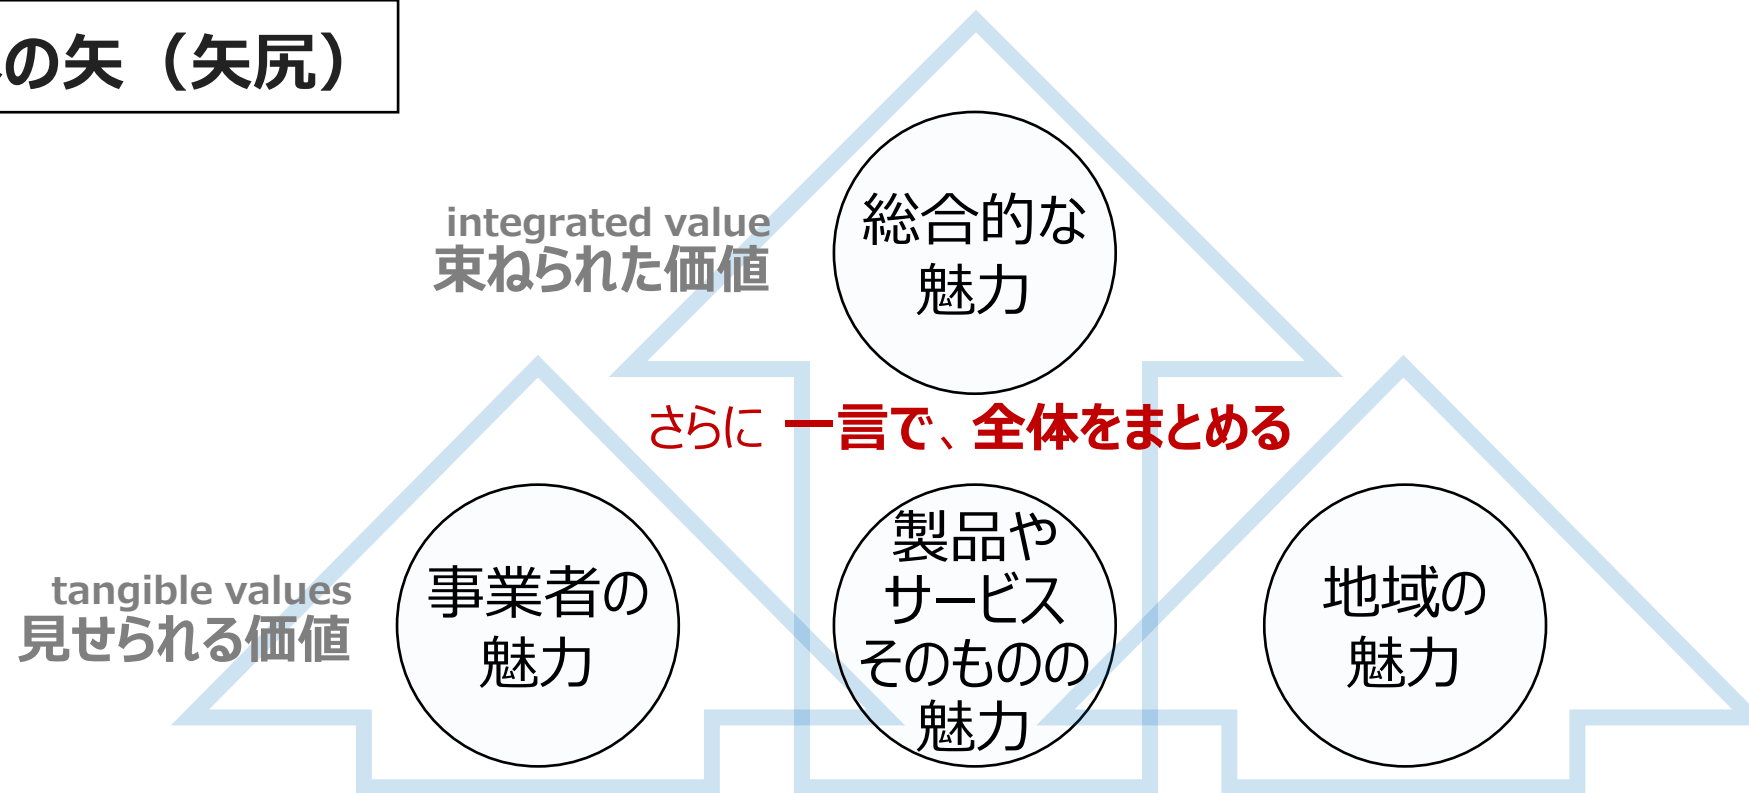 の矢（矢尻）
integrated value
束ねられた価値
総合的な
魅力
さらに 一言で、全体をまとめる
tangible values
見せられる価値
事業者の
魅力
製品や
サービス
そのものの
魅力
地域の
魅力